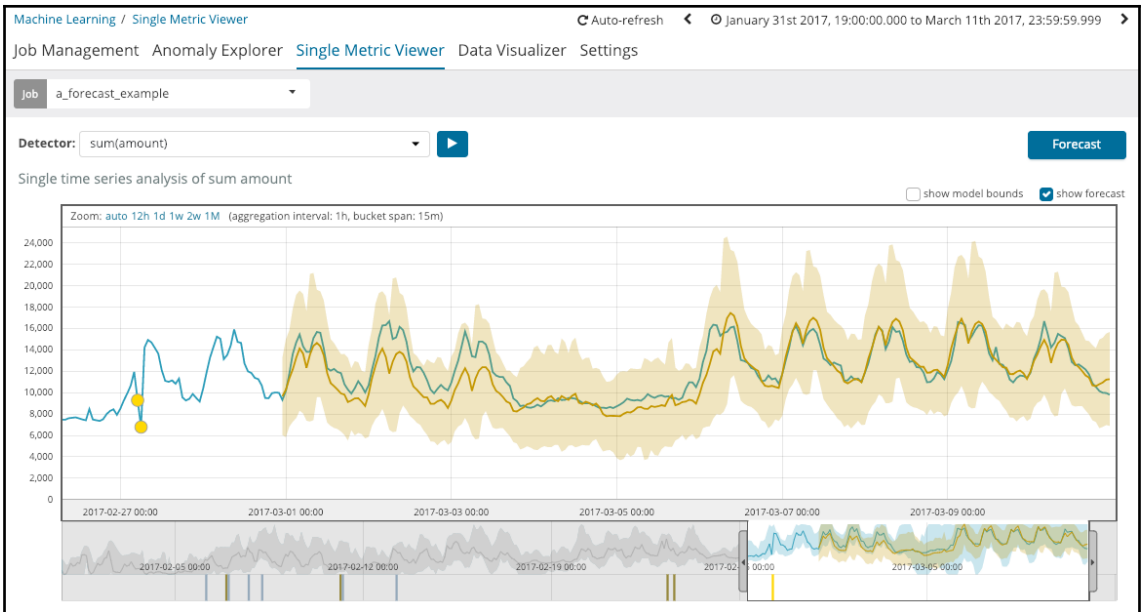 Machine Learning / Single Metric Viewer
Auto-refresh January 31st 2017, 19:00:00.000 to March 11th 2017, 23:59:59.999
Job Management Anomaly Explorer Single Metric Viewer Data Visualizer Settings
Job a_forecast_example
Detector: sum(amount)
Forecast
Single time series analysis of sum amount
show model bounds show forecast
Zoom: auto 12h 1d 1w 2w 1M (aggregation interval: 1h, bucket span: 15m)
24,000
22,000
20,000
18,000
16,000
14,000
12,000
10,000
8,000
6,000
4,000
2,000
0
2017-02-27 00:00 2017-03-01 00:00 2017-03-03 00:00 2017-03-05 00:00 2017-03-07 00:00 2017-03-09 00:00
2017-02-05 00:00 2017-02-12 00:00 2017-02-19 00:00 2017-02- 00:00 2017-03-05 00:00